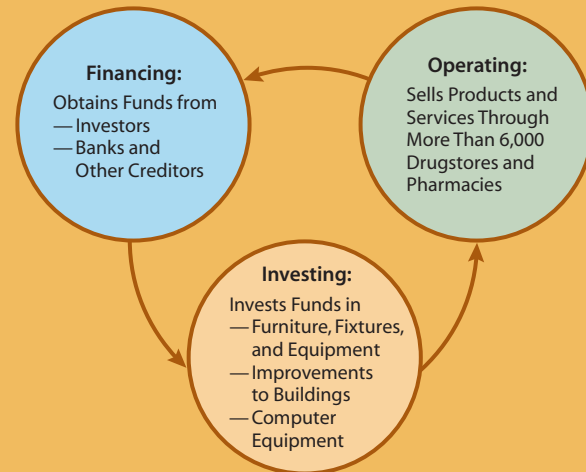 Financing:
Obtains Funds from
— Investors
— Banks and
Other Creditors
Operating:
Sells Products and
Services Through
More Than 6,000
Drugstores and
Pharmacies
Investing:
Invests Funds in
— Furniture, Fixtures,
and Equipment
— Improvements
to Buildings
— Computer
Equipment